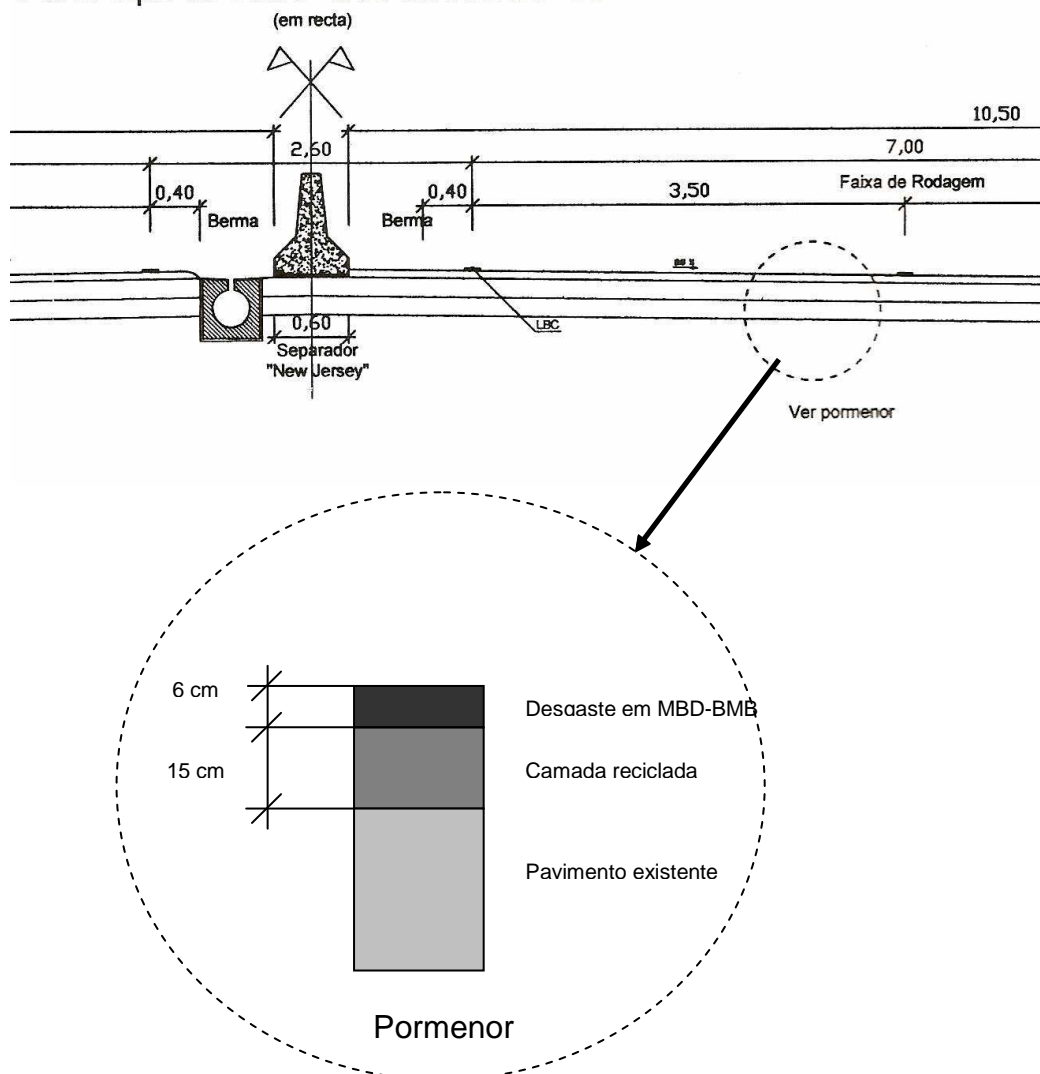 (em recta)
10,50
2,60
7,00
0,40
Berma
Berma
0,40
3,50
Faixa de Rodagem
LBC
0,60
Separador
"New Jersey"
Ver pormenor
6 cm
Desgaste em MBD-BMB
15 cm
Camada reciclada
Pavimento existente
Pormenor